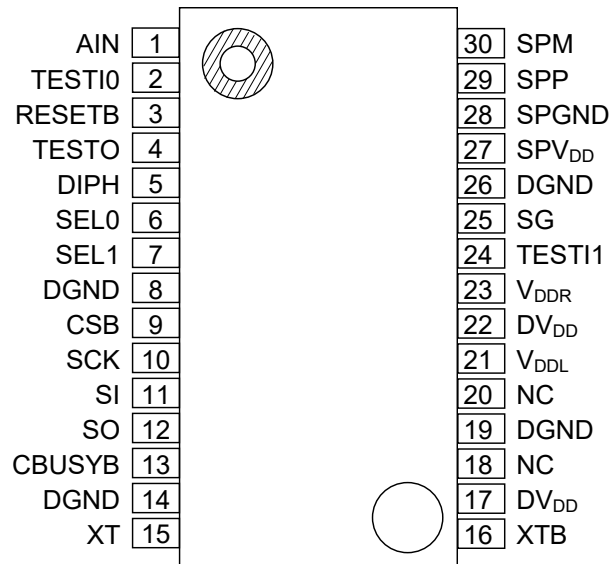 AIN 1 30 SPM
TESTI0 2 29 SPP
RESETB 3 28 SPGND
TESTO 4 27 SPVDD
DIPH 5 26 DGND
SEL0 6 25 SG
SEL1 7 24 TESTI1
DGND 8 23 VDDR
CSB 9 22 DVDD
SCK 10 21 VDDL
SI 11 20 NC
SO 12 19 DGND
CBUSYB 13 18 NC
DGND 14 17 DVDD
XT 15 16 XTB